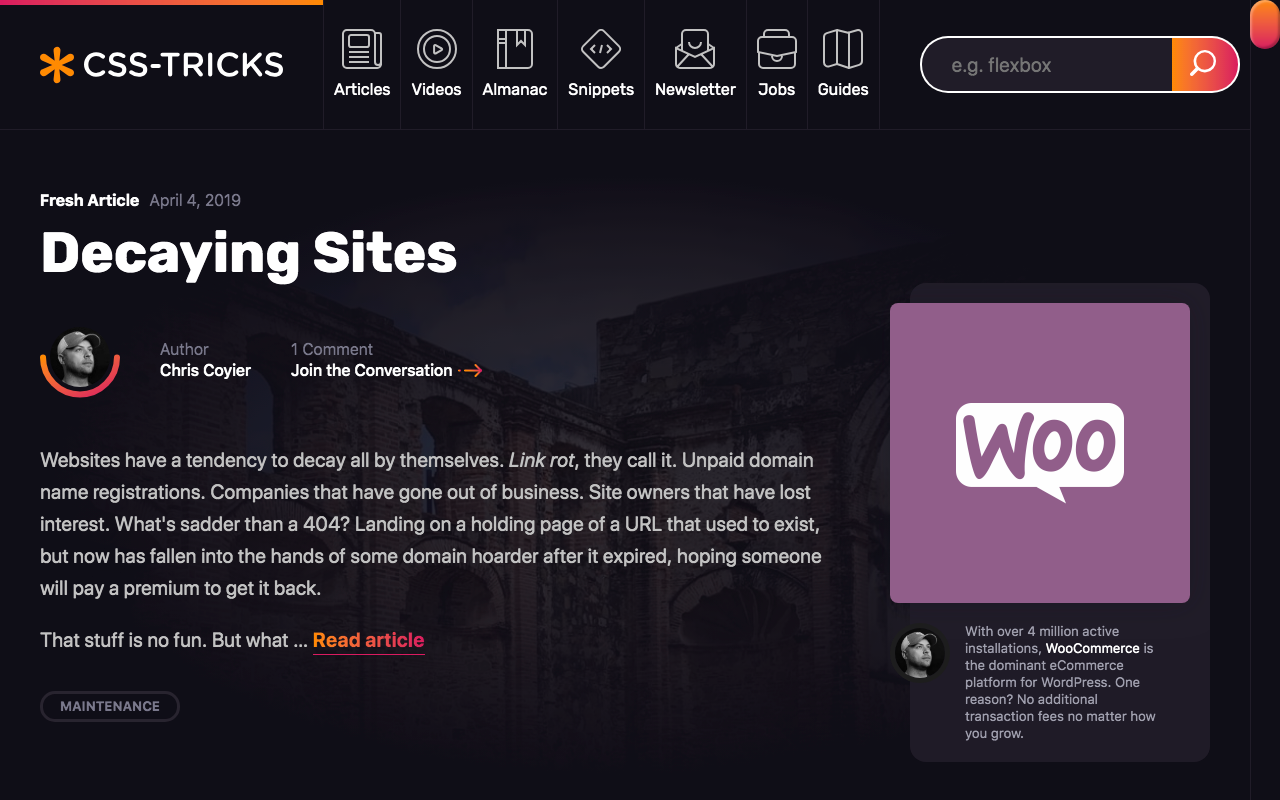 CSS-TRICKS
Articles
Videos
Almanac
Snippets
Newsletter
Jobs
Guides
e.g. flexbox
Fresh Article April 4, 2019
Decaying Sites
Author
Chris Coyier
1 Comment
Join the Conversation
Websites have a tendency to decay all by themselves. Link rot, they call it. Unpaid domain
name registrations. Companies that have gone out of business. Site owners that have lost
interest. What's sadder than a 404? Landing on a holding page of a URL that used to exist,
but now has fallen into the hands of some domain hoarder after it expired, hoping someone
will pay a premium to get it back.
That stuff is no fun. But what ... Read article
MAINTENANCE
WOO
With over 4 million active
installations, WooCommerce is
the dominant eCommerce
platform for WordPress. One
reason? No additional
transaction fees no matter how
you grow.